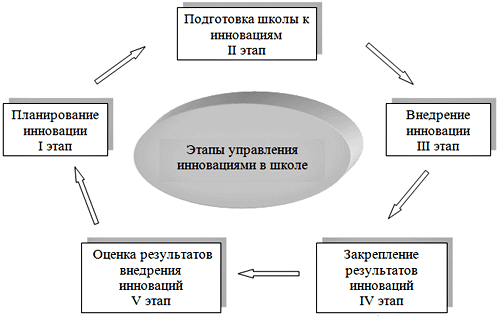 Подготовка школы к
инновациям
II этап
Планирование
инновации
I этап
Внедрение
инновации
III этап
Этапы управления
инновациями в школе
Оценка результатов
внедрения
инноваций
V этап
Закрепление
результатов
инноваций
IV этап